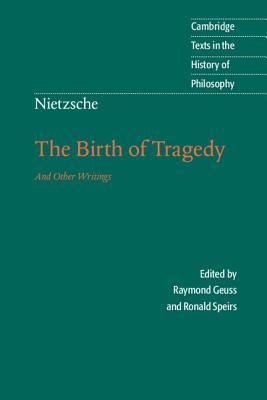 Cambridge
Texts in the
History of
Philosophy
Nietzsche
The Birth of Tragedy
And Other Writings
Edited by
Raymond Geuss
and Ronald Speirs